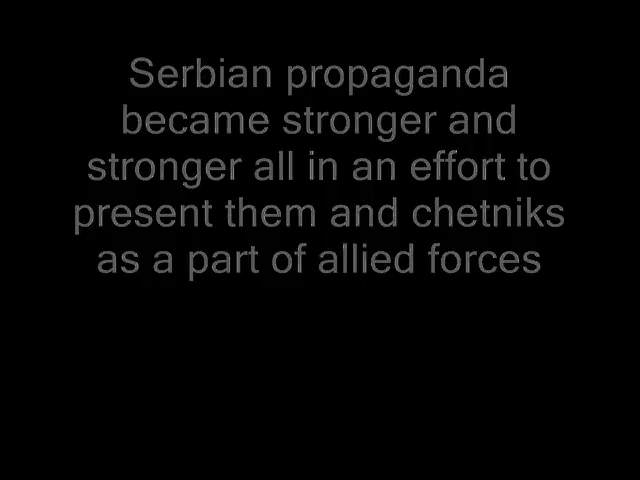 Serbian propaganda
became stronger and
stronger all in an effort to
present them and chetniks
as a part of allied forces